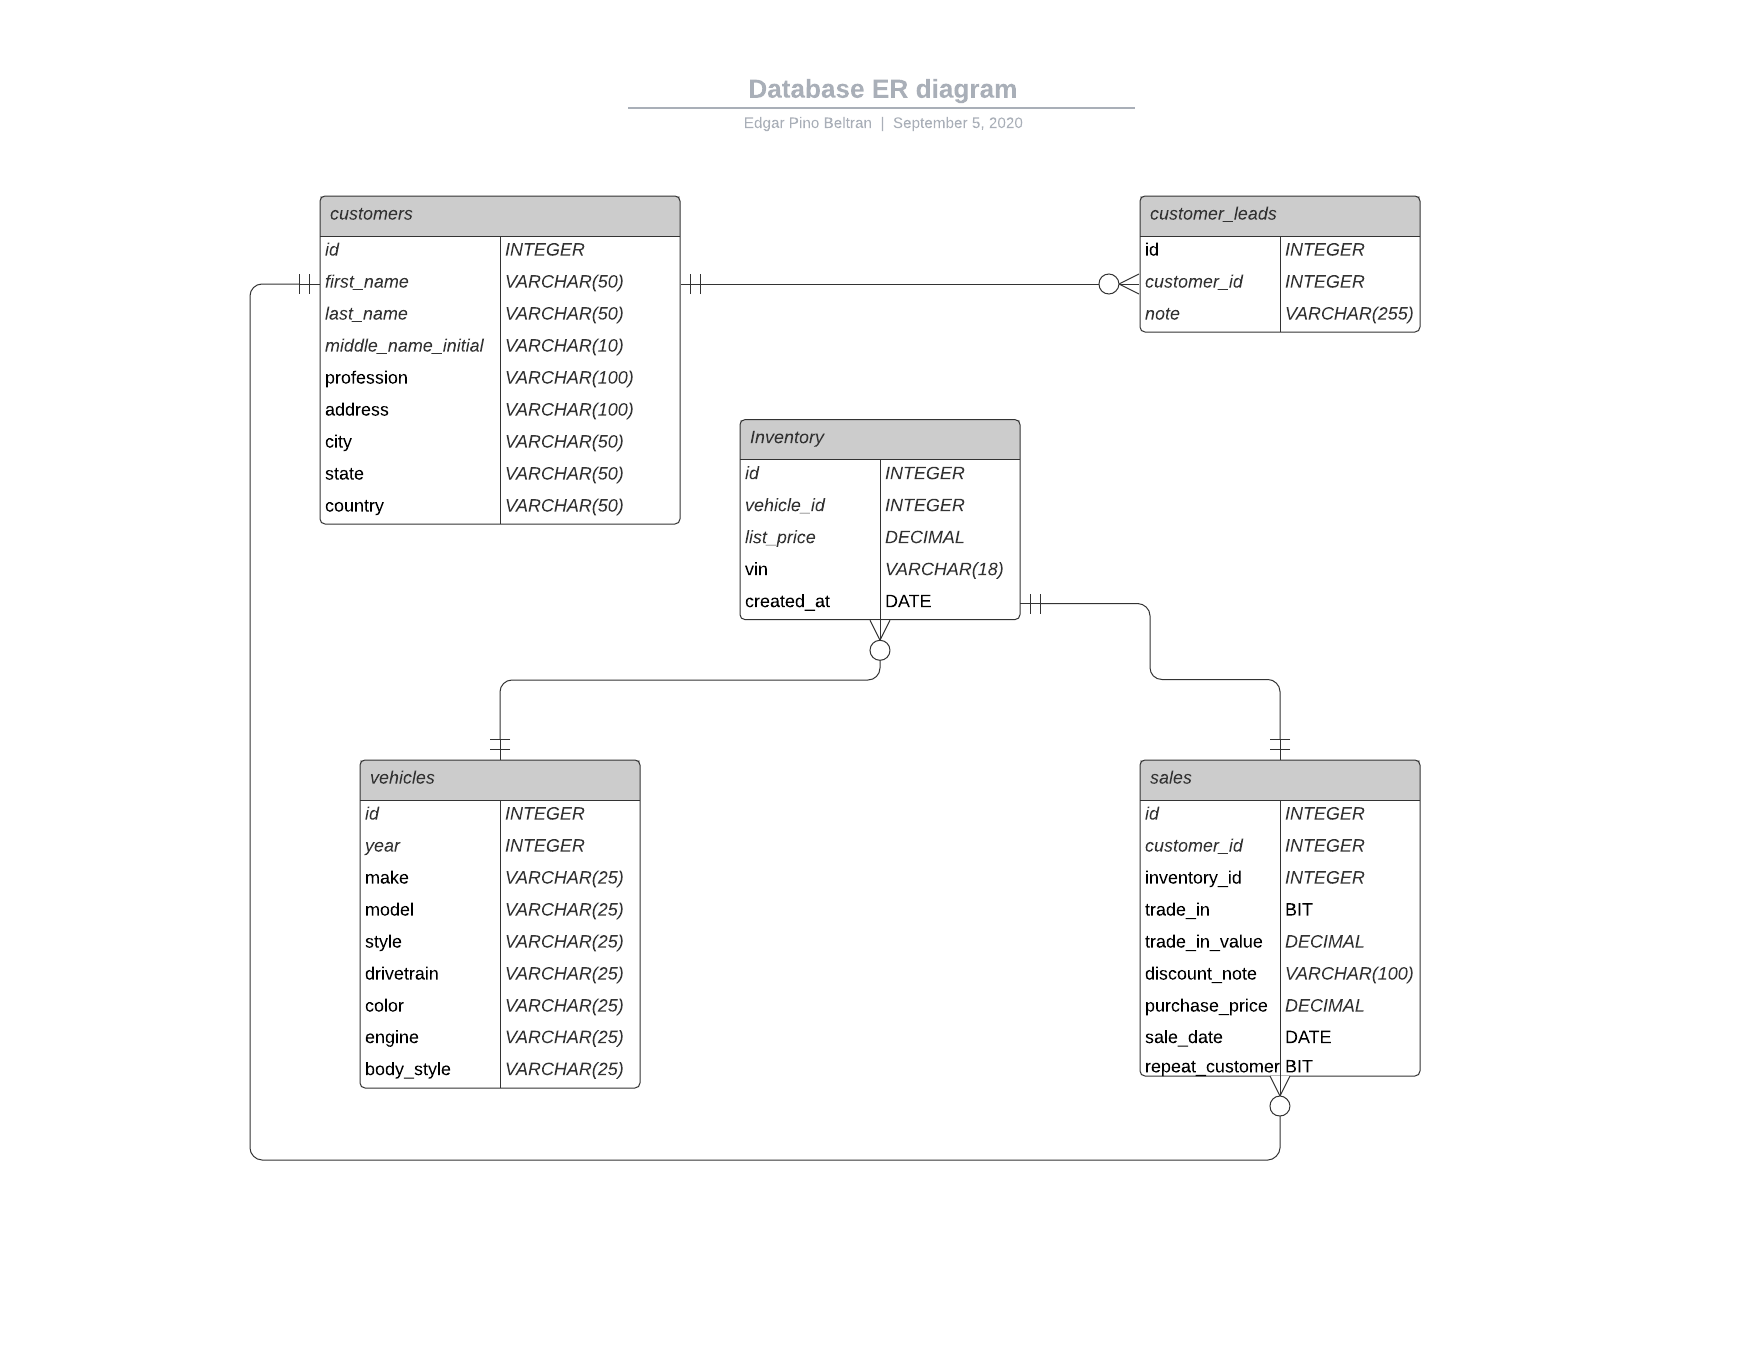 Database ER diagram
Edgar Pino Beltran | September 5, 2020
customers
id INTEGER
first_name VARCHAR(50)
last_name VARCHAR(50)
middle_name_initial VARCHAR(10)
profession VARCHAR(100)
address VARCHAR(100)
city VARCHAR(50)
state VARCHAR(50)
country VARCHAR(50)
customer_leads
id INTEGER
customer_id INTEGER
note VARCHAR(255)
Inventory
id INTEGER
vehicle_id INTEGER
list_price DECIMAL
vin VARCHAR(18)
created_at DATE
vehicles
id INTEGER
year INTEGER
make VARCHAR(25)
model VARCHAR(25)
style VARCHAR(25)
drivetrain VARCHAR(25)
color VARCHAR(25)
engine VARCHAR(25)
body_style VARCHAR(25)
sales
id INTEGER
customer_id INTEGER
inventory_id INTEGER
trade_in BIT
trade_in_value DECIMAL
discount_note VARCHAR(100)
purchase_price DECIMAL
sale_date DATE
repeat_customer BIT